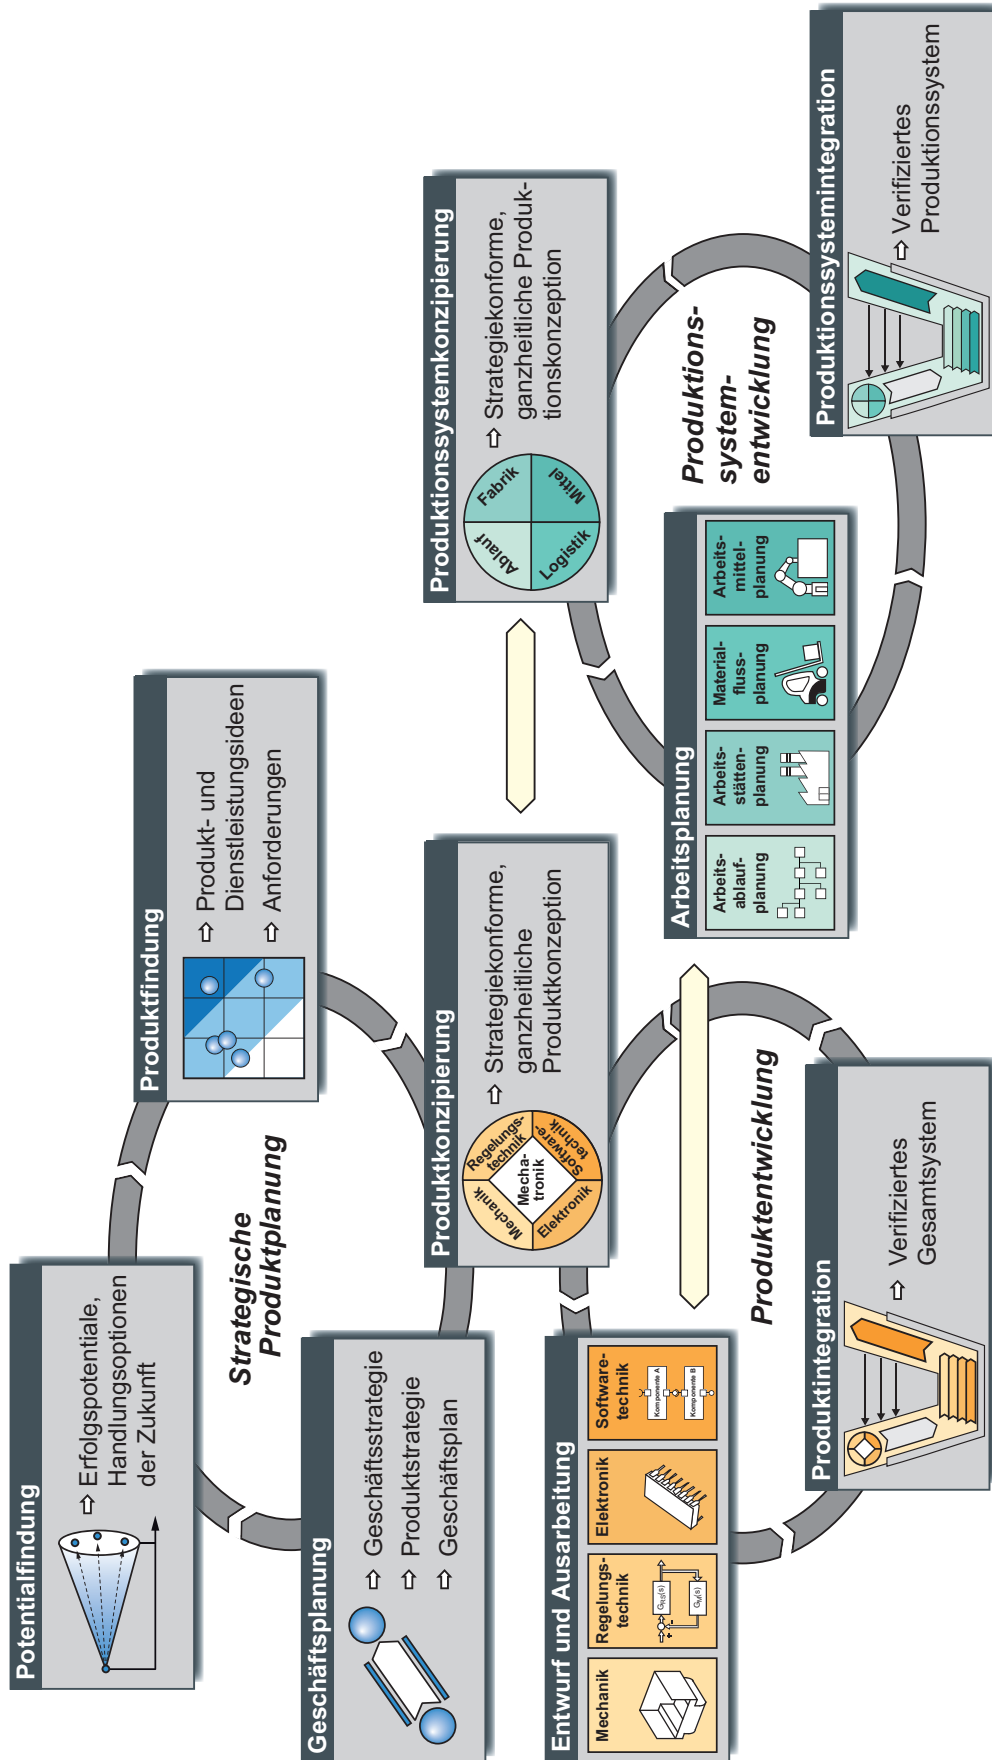 Potentialfindung
Erfolgspotentiale,
Handlungsoptionen
der Zukunft
Produktfindung
Produkt- und
Dienstleistungsideen
Anforderungen
Strategische
Produktplanung
Geschäftsplanung
Geschäftsstrategie
Produktstrategie
Geschäftsplan
Produktkonzipierung
Mechanik
Regelungs-
technik
Mecha-
tronik
Elektronik
Software-
technik
Strategiekonforme,
ganzheitliche
Produktkonzeption
Produktionssystemkonzipierung
Ablauf
Fabrik
Logistik
Mittel
Strategiekonforme,
ganzheitliche Produk-
tionskonzeption
Entwurf und Ausarbeitung
Mechanik
Regelungs-
technik
+
-
GRS(s)
GM(s)
Elektronik
Software-
technik
Komponente A
Komponente B
Produktentwicklung
Arbeitsplanung
Arbeits-
ablauf-
planung
Arbeits-
stätten-
planung
Material-
fluss-
planung
Arbeits-
mittel-
planung
Produktions-
system-
entwicklung
Produktintegration
Verifiziertes
Gesamtsystem
Produktionssystemintegration
Verifiziertes
Produktionssystem